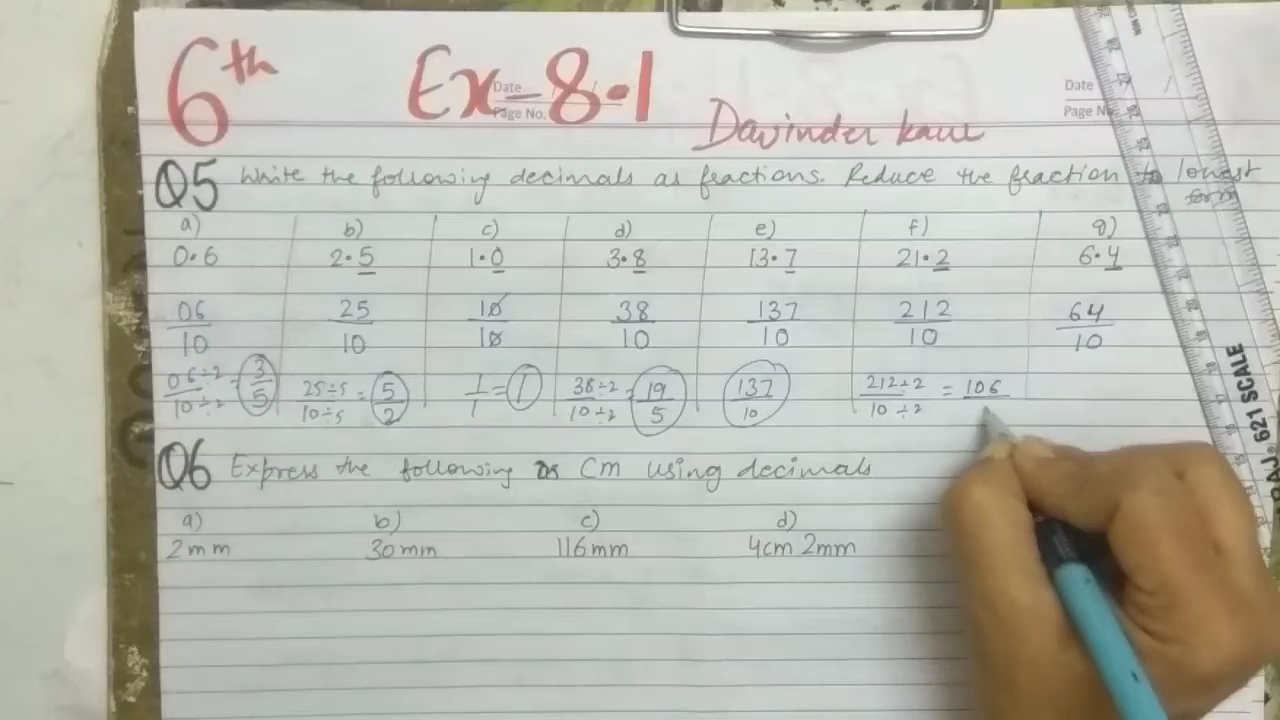 6th Ex-8.1
Date
Page No.
Date
Page No.
Davinder kaur
Q5 Write the following decimals as fractions. Reduce the fraction to lowest form
a) b) c) d) e) f) g)
0.6 2.5 1.0 3.8 13.7 21.2 6.4
06/10 25/10 10/10 38/10 137/10 212/10 64/10
06÷2/10÷2 = 3/5 25÷5/10÷5 = 5/2 1/1 = 1 38÷2/10÷2 = 19/5 137/10 212÷2/10÷2 = 106
Q6 Express the following as cm using decimals
a) b) c) d)
2mm 30mm 116mm 4cm 2mm
621 SCALE